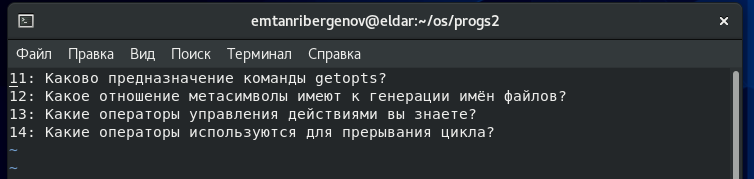 emtanribergenov@eldar:~/os/progs2
Файл Правка Вид Поиск Терминал Справка
11: Каково предназначение команды getopts?
12: Какое отношение метасимволы имеют к генерации имён файлов?
13: Какие операторы управления действиями вы знаете?
14: Какие операторы используются для прерывания цикла?
~
~